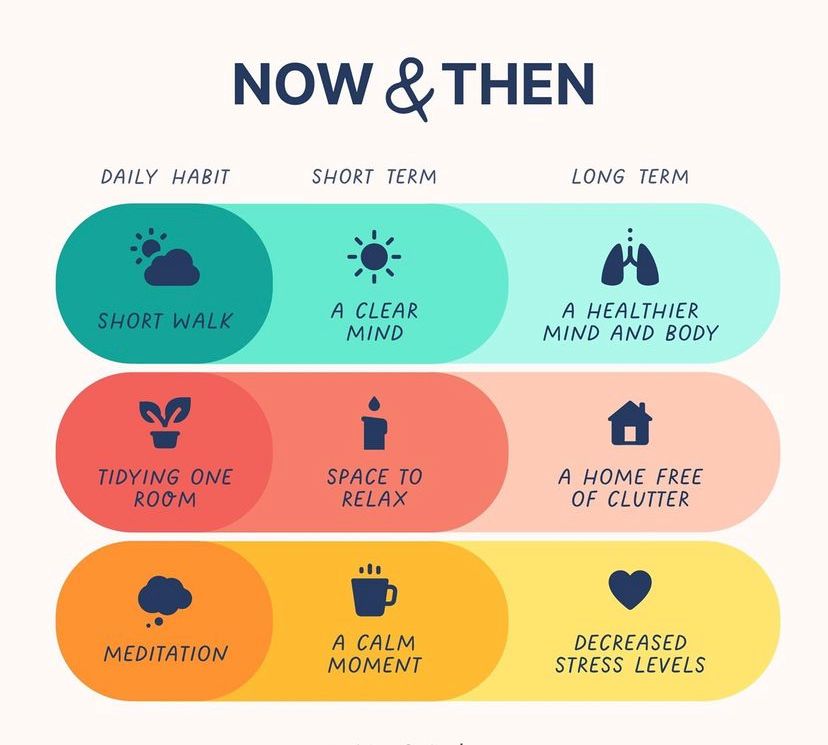 NOW & THEN
DAILY HABIT SHORT TERM LONG TERM
SHORT WALK
A CLEAR
MIND
A HEALTHIER
MIND AND BODY
TIDYING ONE
ROOM
SPACE TO
RELAX
A HOME FREE
OF CLUTTER
MEDITATION
A CALM
MOMENT
DECREASED
STRESS LEVELS